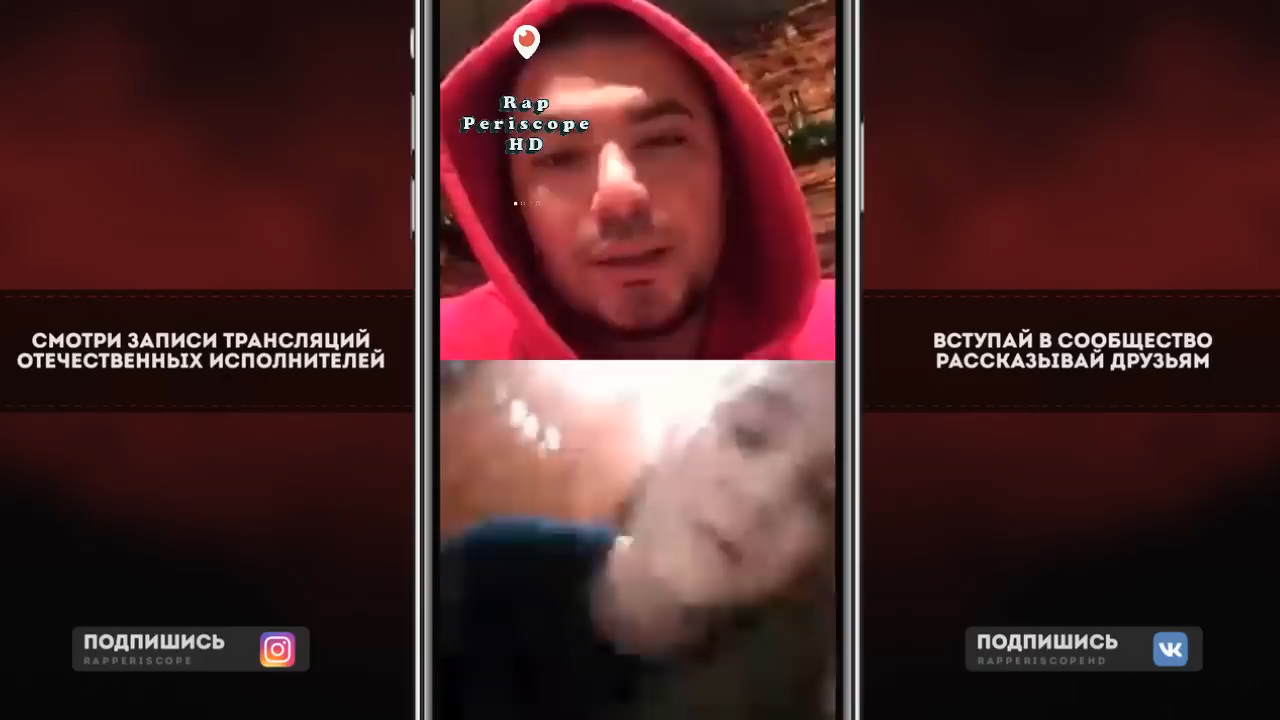 Rap
Periscope
HD
СМОТРИ ЗАПИСИ ТРАНСЛЯЦИЙ
ОТЕЧЕСТВЕННЫХ ИСПОЛНИТЕЛЕЙ
ВСТУПАЙ В СООБЩЕСТВО
РАССКАЗЫВАЙ ДРУЗЬЯМ
ПОДПИШИСЬ
RAPPERISCOPE
ПОДПИШИСЬ
RAPPERISCOPEHD